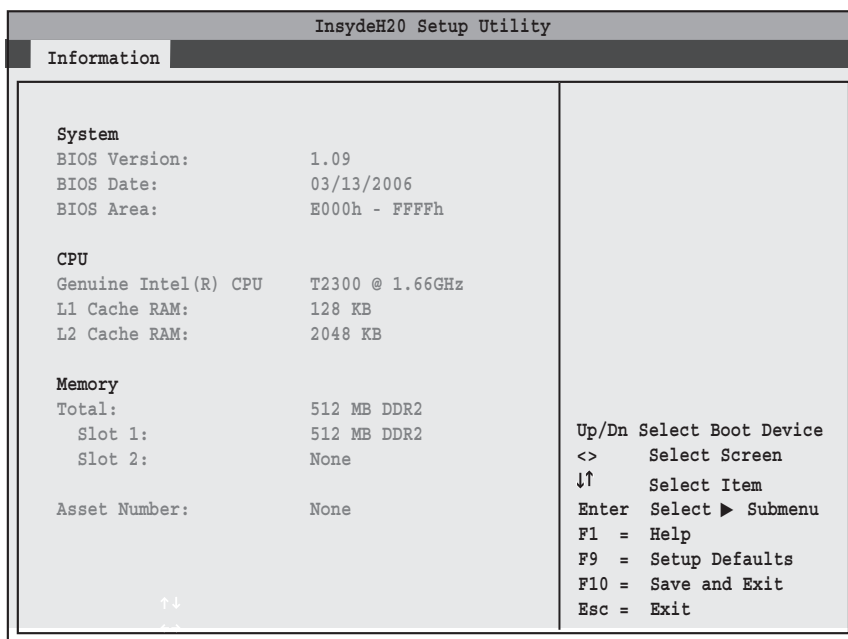 InsydeH20 Setup Utility
Information
System
BIOS Version: 1.09
BIOS Date: 03/13/2006
BIOS Area: E000h - FFFFh
CPU
Genuine Intel(R) CPU T2300 @ 1.66GHz
L1 Cache RAM: 128 KB
L2 Cache RAM: 2048 KB
Memory
Total: 512 MB DDR2
Slot 1: 512 MB DDR2
Slot 2: None
Asset Number: None
Up/Dn Select Boot Device
<> Select Screen
↓↑ Select Item
Enter Select ▶ Submenu
F1 = Help
F9 = Setup Defaults
F10 = Save and Exit
Esc = Exit